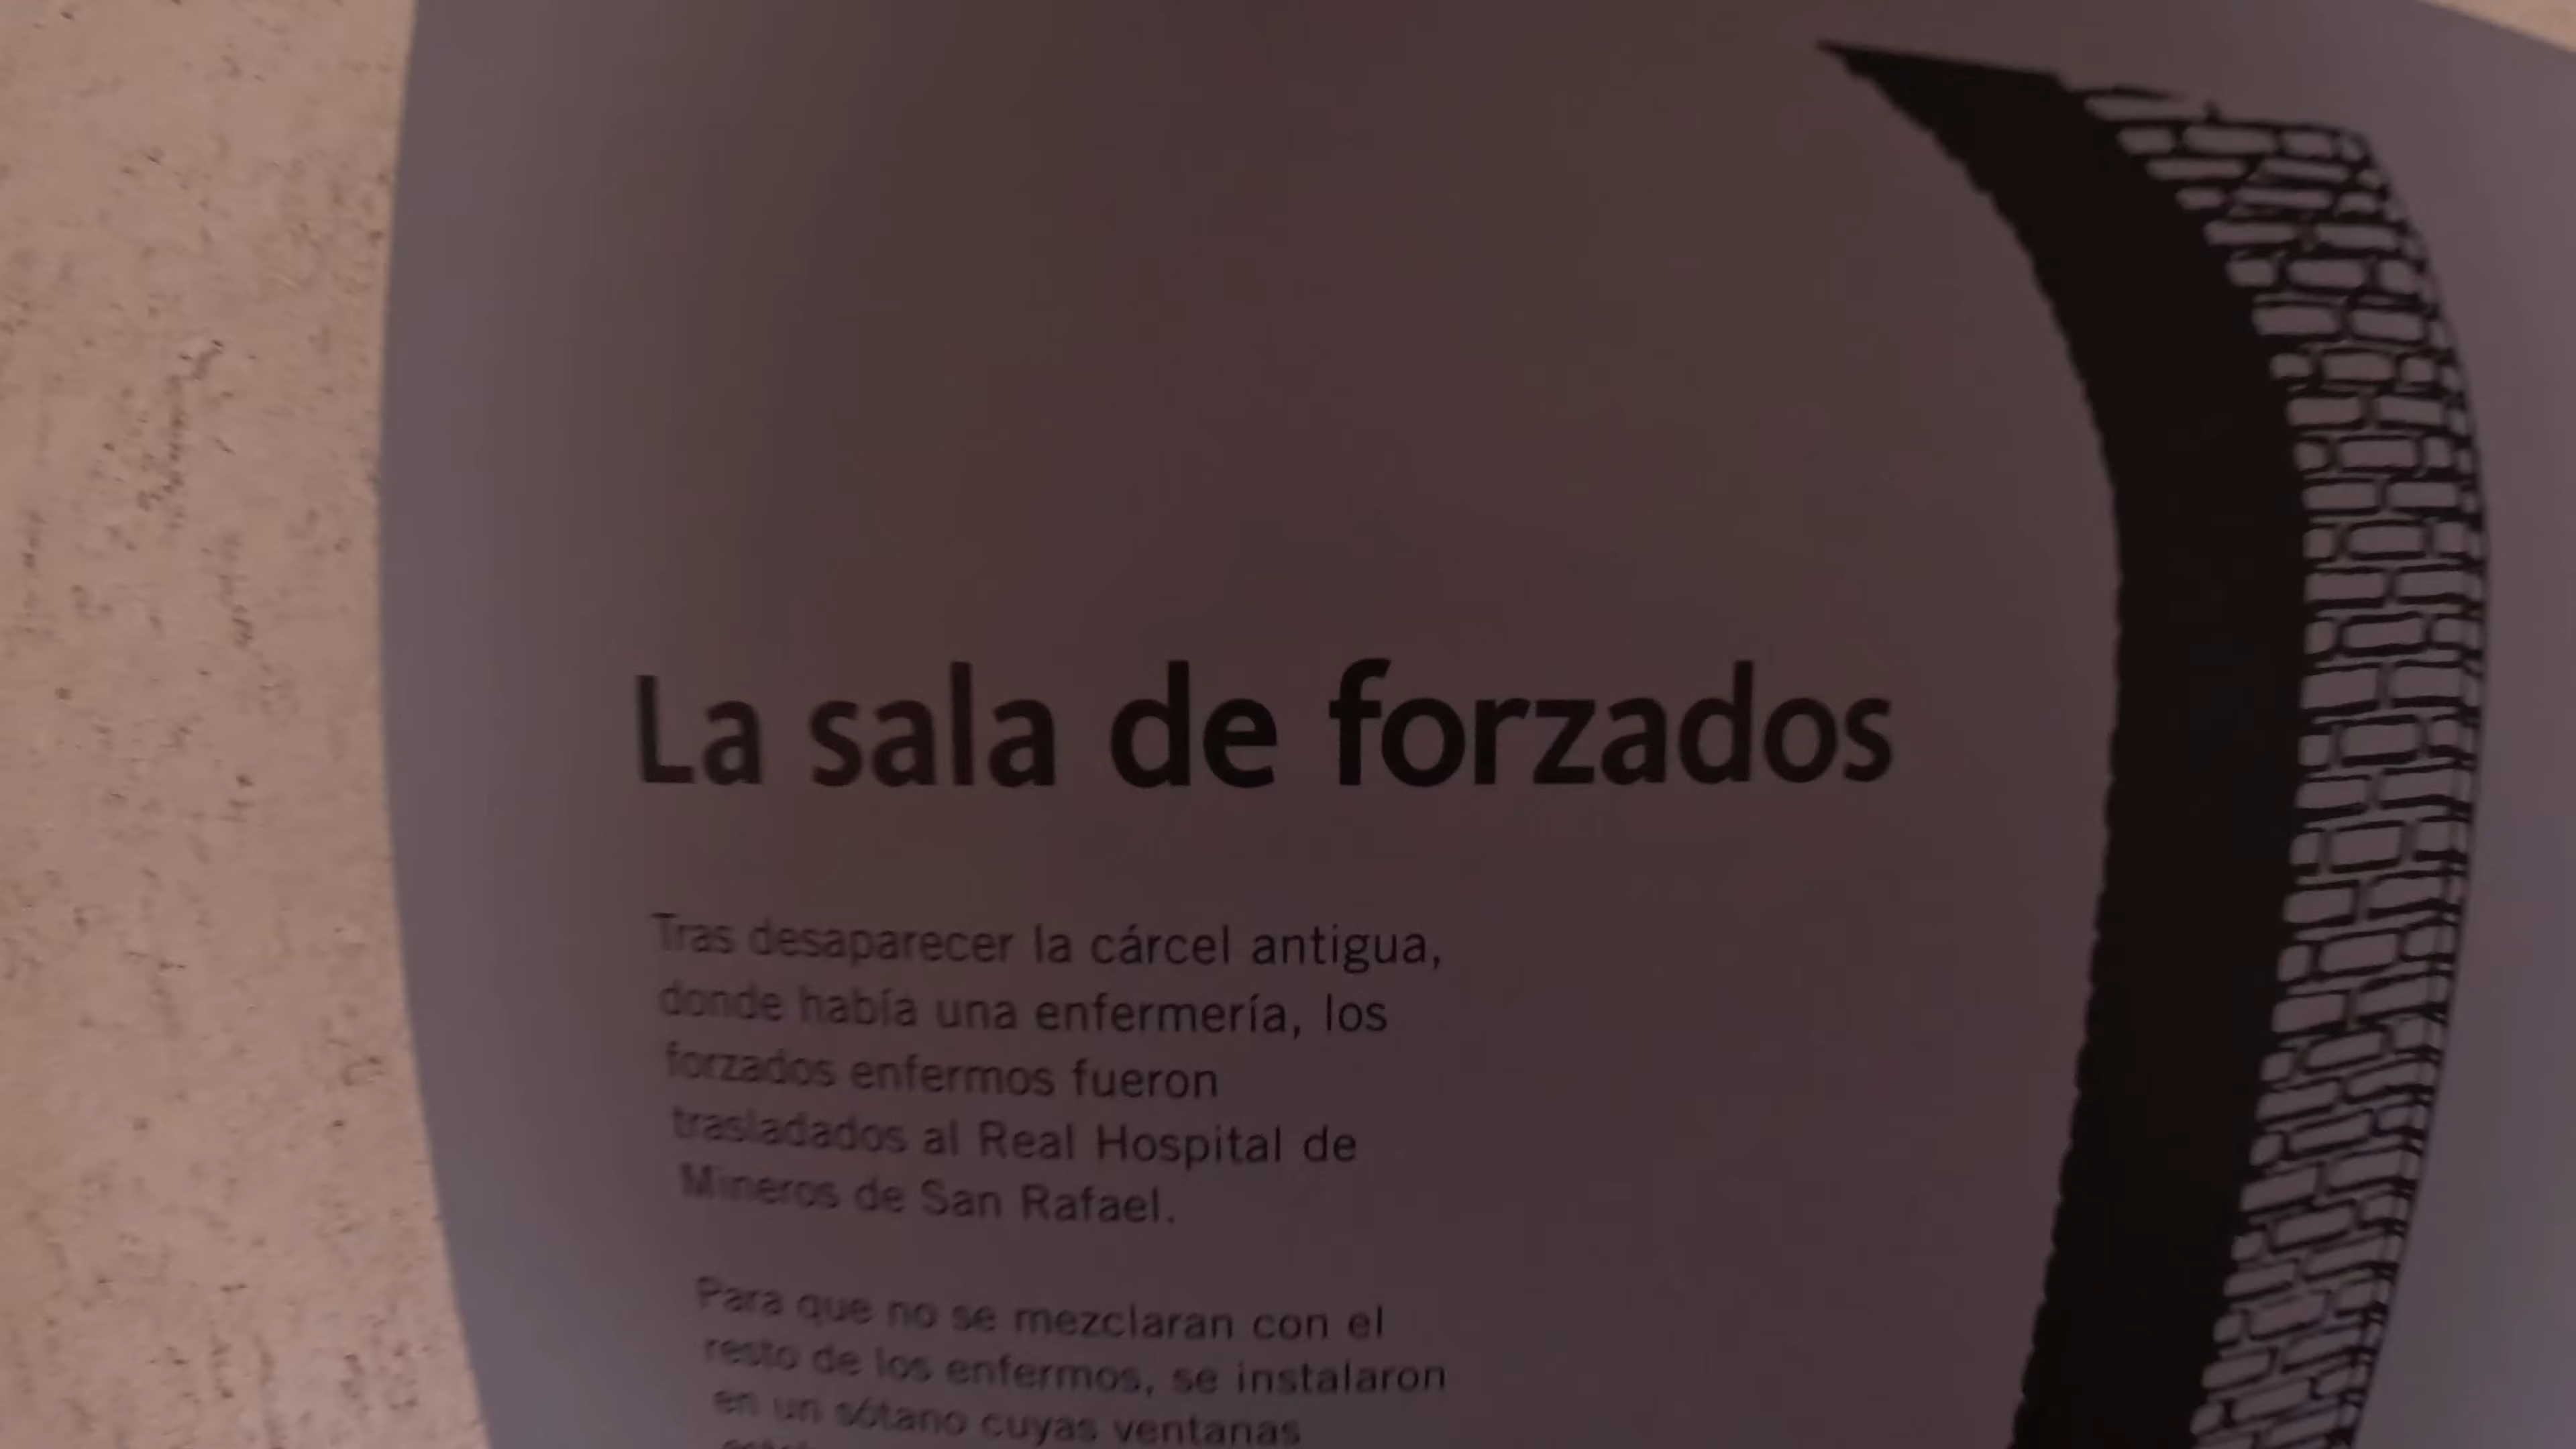 La sala de forzados
Tras desaparecer la cárcel antigua,
donde había una enfermería, los
forzados enfermos fueron
trasladados al Real Hospital de
Mineros de San Rafael.
Para que no se mezclaran con el
resto de los enfermos, se instalaron
en un sótano cuyas ventanas